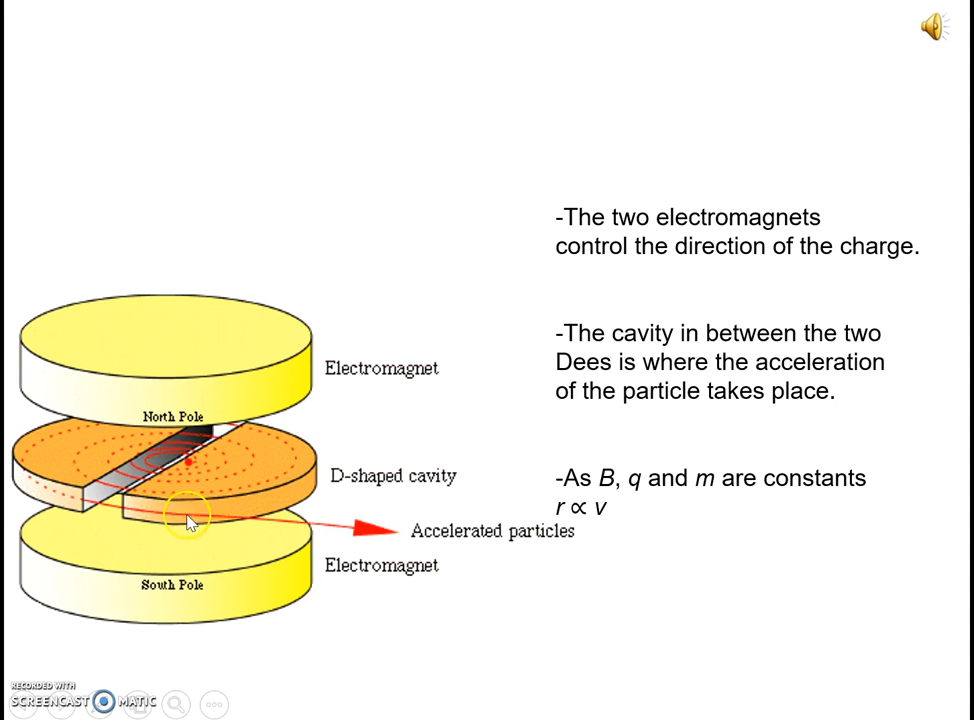 -The two electromagnets
control the direction of the charge.
-The cavity in between the two
Dees is where the acceleration
of the particle takes place.
-As B, q and m are constants
r ∝ v
Electromagnet
North Pole
D-shaped cavity
Accelerated particles
Electromagnet
South Pole
RECORDED WITH
SCREENCAST MATIC